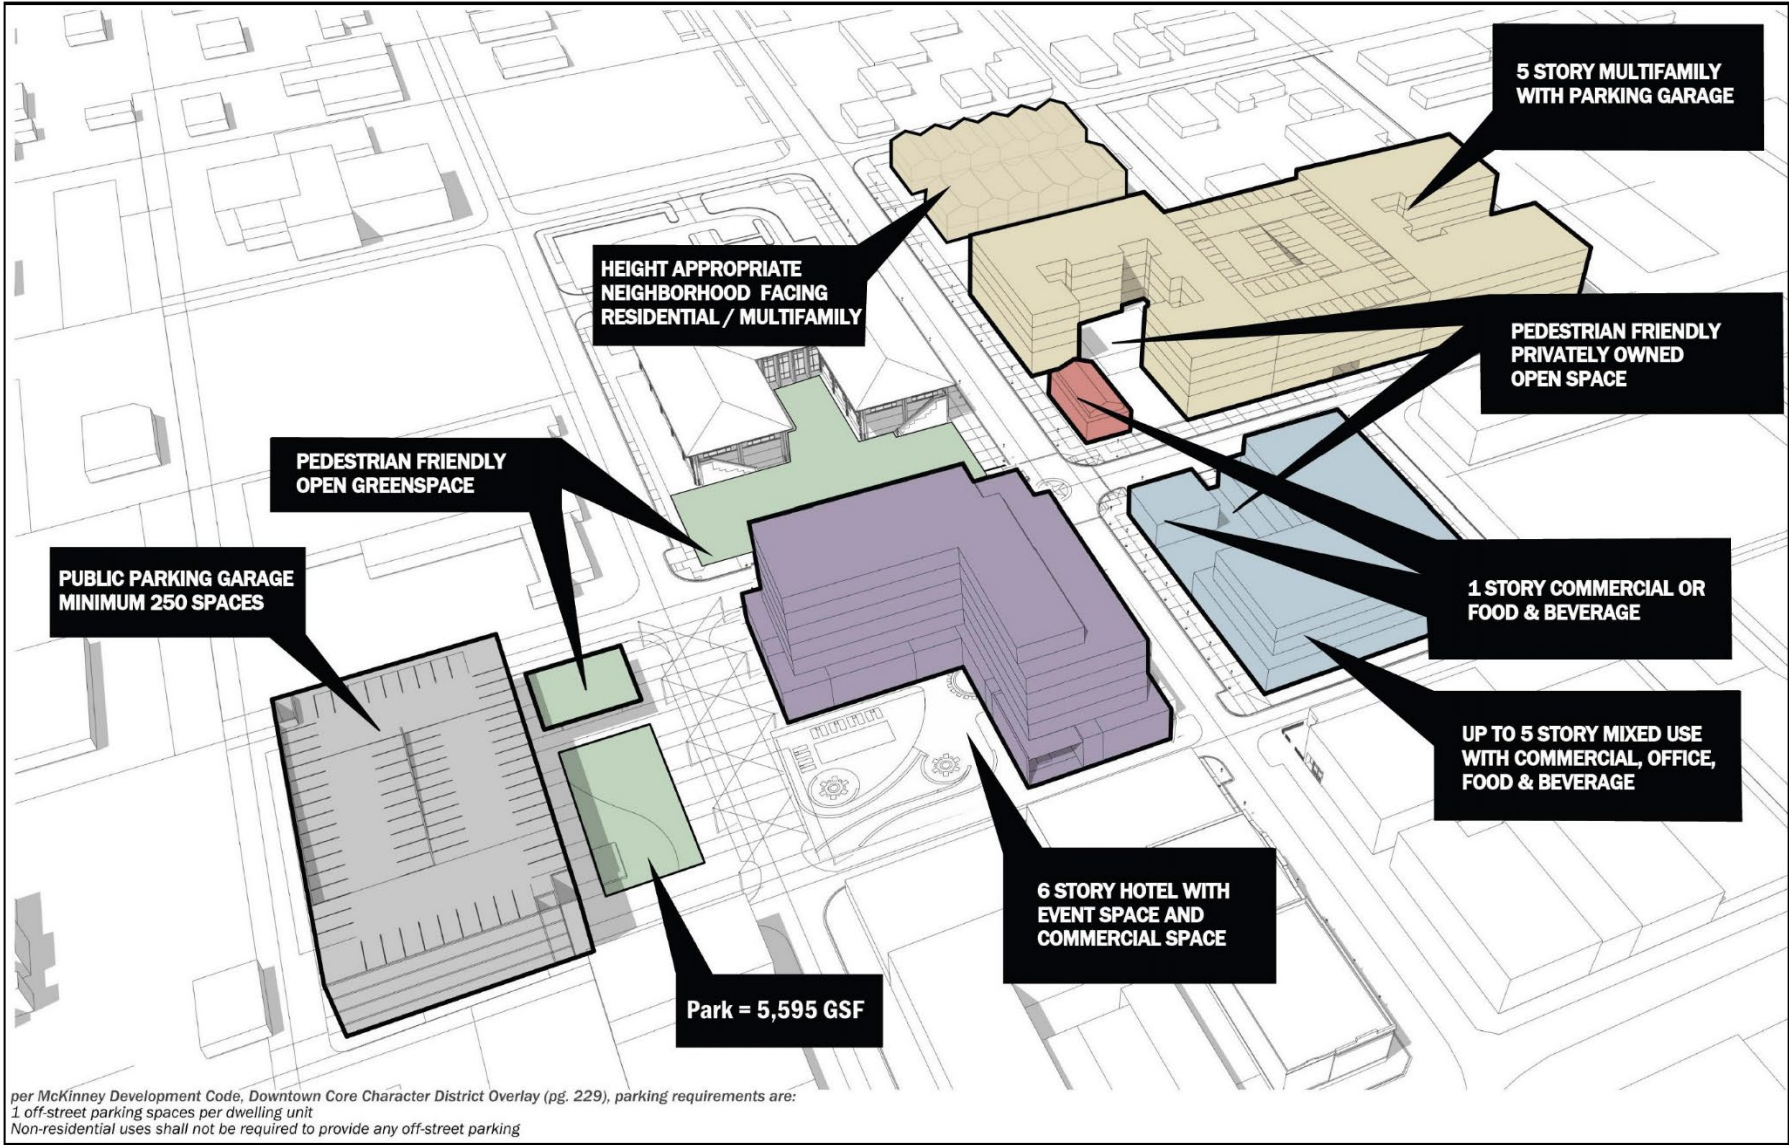 5 STORY MULTIFAMILY
WITH PARKING GARAGE
HEIGHT APPROPRIATE
NEIGHBORHOOD FACING
RESIDENTIAL / MULTIFAMILY
PEDESTRIAN FRIENDLY
PRIVATELY OWNED
OPEN SPACE
PEDESTRIAN FRIENDLY
OPEN GREENSPACE
PUBLIC PARKING GARAGE
MINIMUM 250 SPACES
1 STORY COMMERCIAL OR
FOOD & BEVERAGE
UP TO 5 STORY MIXED USE
WITH COMMERCIAL, OFFICE,
FOOD & BEVERAGE
6 STORY HOTEL WITH
EVENT SPACE AND
COMMERCIAL SPACE
Park = 5,595 GSF
per McKinney Development Code, Downtown Core Character District Overlay (pg. 229), parking requirements are:
1 off-street parking spaces per dwelling unit
Non-residential uses shall not be required to provide any off-street parking